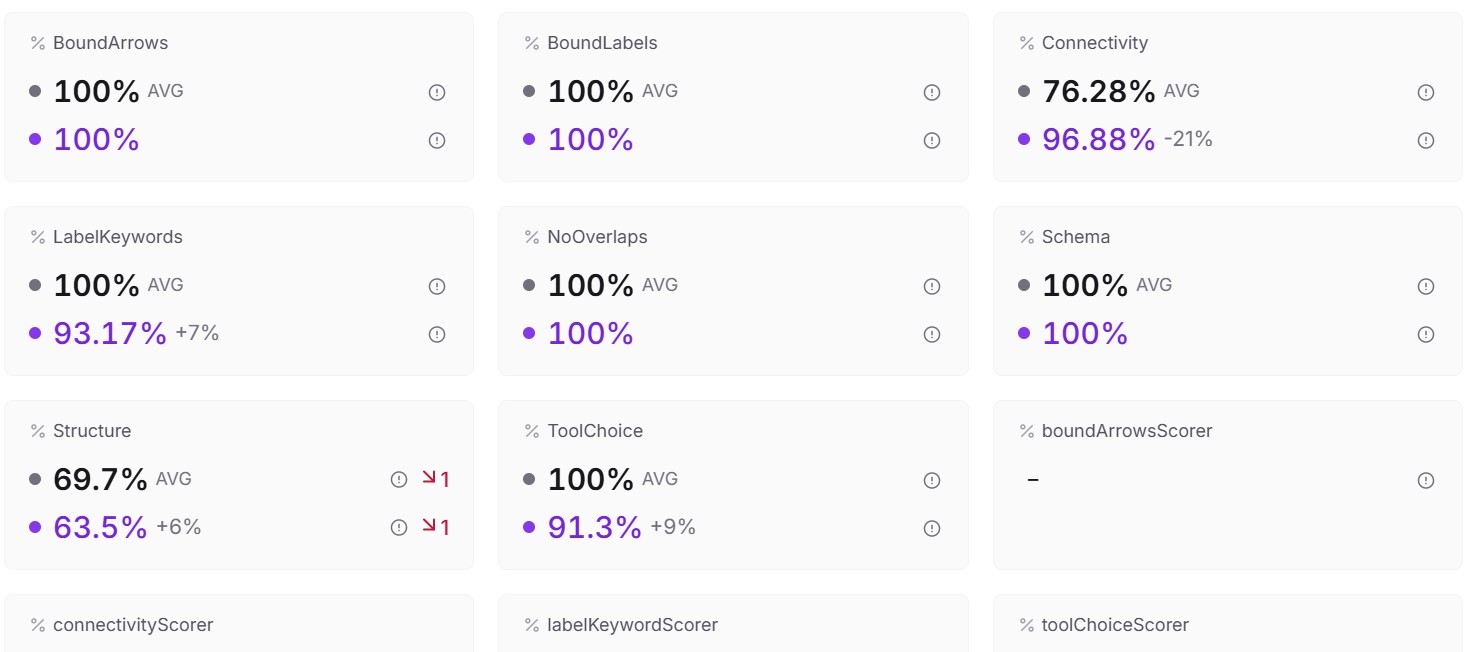 % BoundArrows
100% AVG
100%
% BoundLabels
100% AVG
100%
% Connectivity
76.28% AVG
96.88% -21%
% LabelKeywords
100% AVG
93.17% +7%
% NoOverlaps
100% AVG
100%
% Schema
100% AVG
100%
% Structure
69.7% AVG ↘1
63.5% +6% ↘1
% ToolChoice
100% AVG
91.3% +9%
% boundArrowsScorer
–
% connectivityScorer
% labelKeywordScorer
% toolChoiceScorer